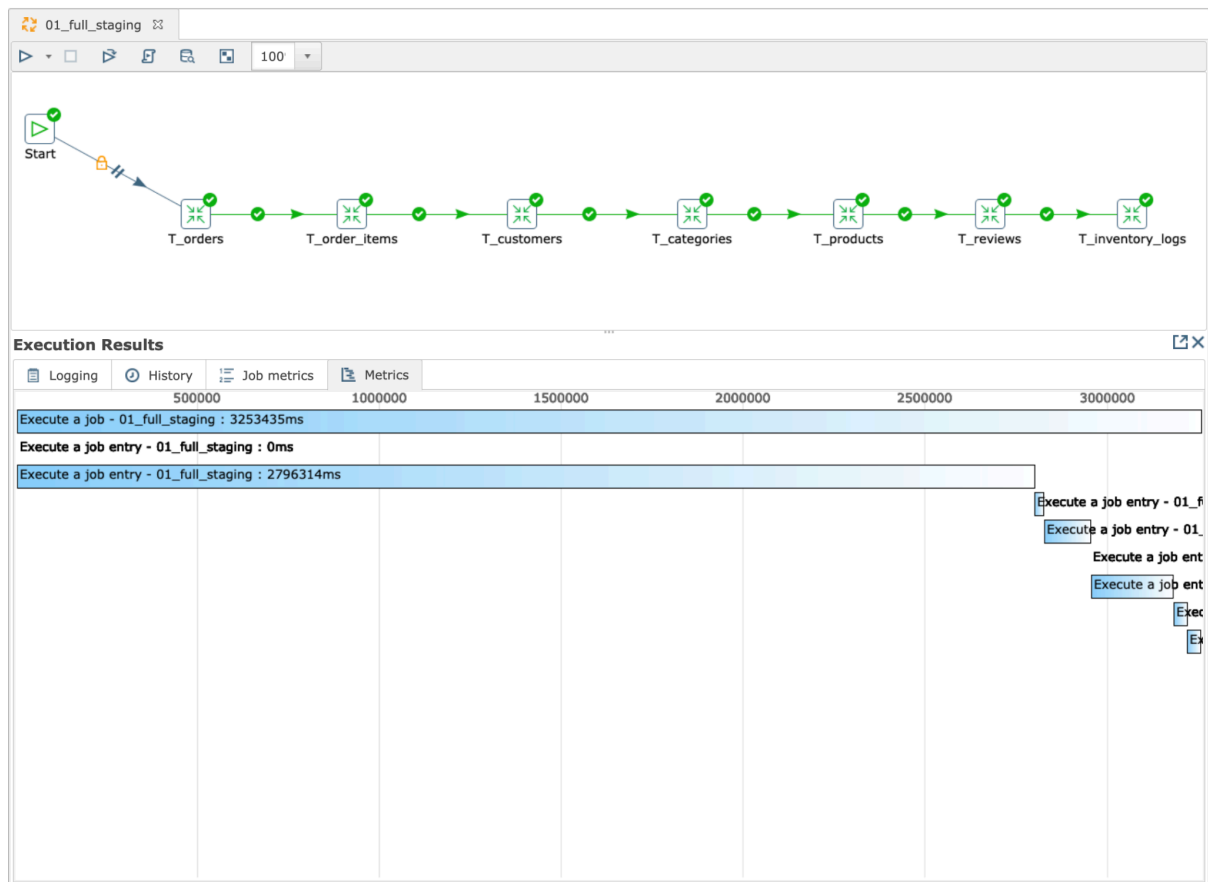 01_full_staging
100
Start
T_orders T_order_items T_customers T_categories T_products T_reviews T_inventory_logs
Execution Results
Logging History Job metrics Metrics
500000 1000000 1500000 2000000 2500000 3000000
Execute a job - 01_full_staging : 3253435ms
Execute a job entry - 01_full_staging : 0ms
Execute a job entry - 01_full_staging : 2796314ms
Execute a job entry - 01_f
Execute a job entry - 01_
Execute a job ent
Execute a job ent
Exec
Ex